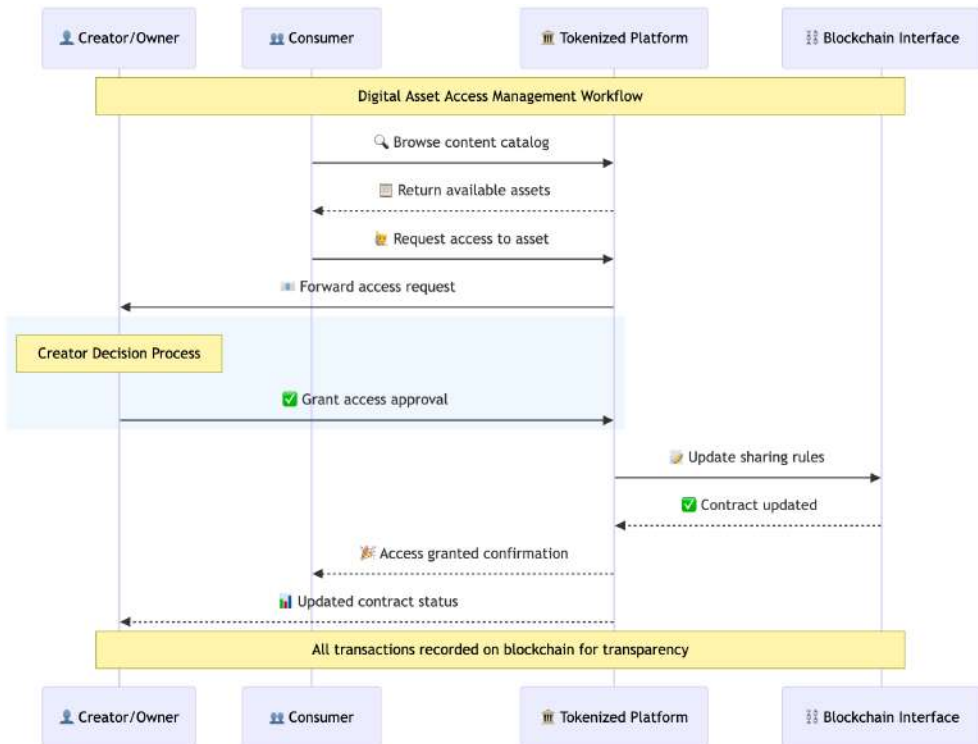 Creator/Owner
Consumer
Tokenized Platform
Blockchain Interface
Digital Asset Access Management Workflow
Browse content catalog
Return available assets
Request access to asset
Forward access request
Creator Decision Process
Grant access approval
Update sharing rules
Contract updated
Access granted confirmation
Updated contract status
All transactions recorded on blockchain for transparency
Creator/Owner
Consumer
Tokenized Platform
Blockchain Interface